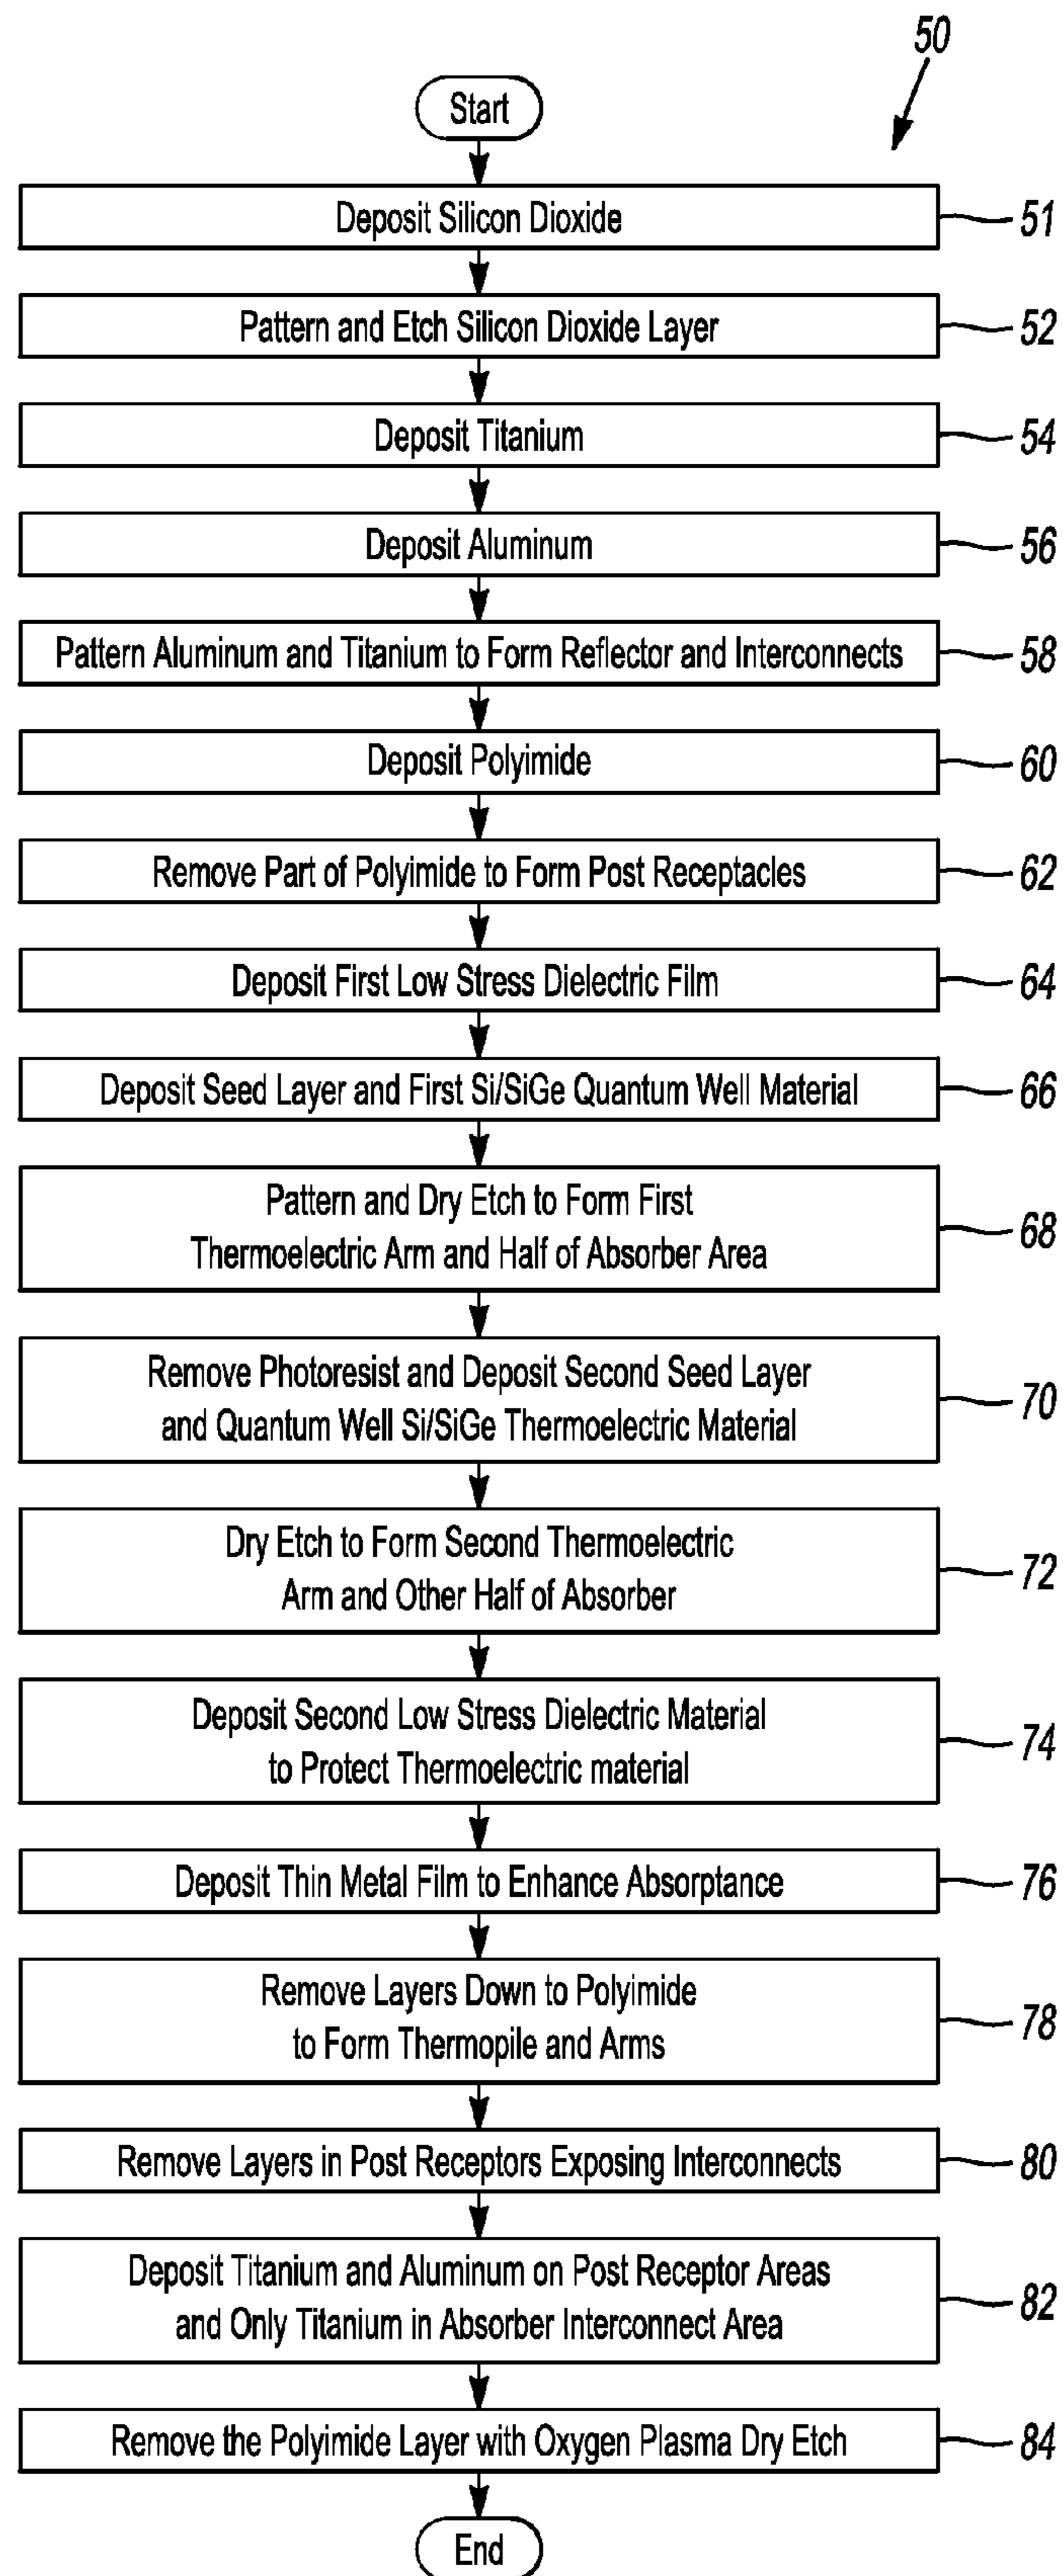 50
Start
Deposit Silicon Dioxide
51
Pattern and Etch Silicon Dioxide Layer
52
Deposit Titanium
54
Deposit Aluminum
56
Pattern Aluminum and Titanium to Form Reflector and Interconnects
58
Deposit Polyimide
60
Remove Part of Polyimide to Form Post Receptacles
62
Deposit First Low Stress Dielectric Film
64
Deposit Seed Layer and First Si/SiGe Quantum Well Material
66
Pattern and Dry Etch to Form First
Thermoelectric Arm and Half of Absorber Area
68
Remove Photoresist and Deposit Second Seed Layer
and Quantum Well Si/SiGe Thermoelectric Material
70
Dry Etch to Form Second Thermoelectric
Arm and Other Half of Absorber
72
Deposit Second Low Stress Dielectric Material
to Protect Thermoelectric material
74
Deposit Thin Metal Film to Enhance Absorptance
76
Remove Layers Down to Polyimide
to Form Thermopile and Arms
78
Remove Layers in Post Receptors Exposing Interconnects
80
Deposit Titanium and Aluminum on Post Receptor Areas
and Only Titanium in Absorber Interconnect Area
82
Remove the Polyimide Layer with Oxygen Plasma Dry Etch
84
End